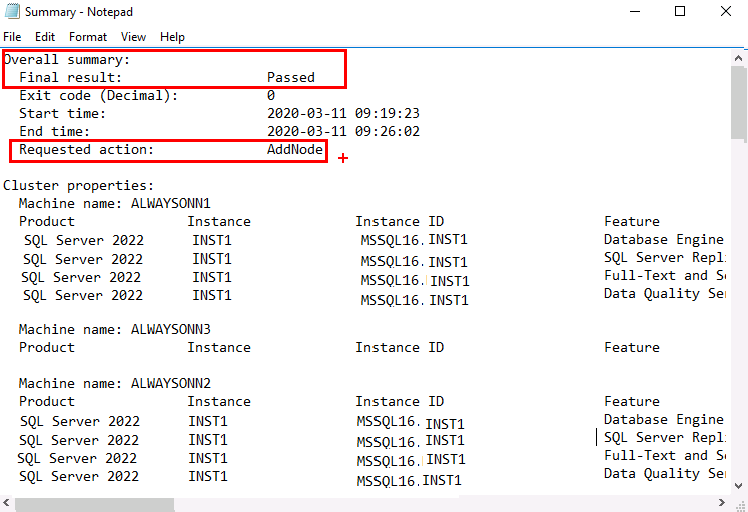 Summary - Notepad
File Edit Format View Help
Overall summary:
Final result: Passed
Exit code (Decimal): 0
Start time: 2020-03-11 09:19:23
End time: 2020-03-11 09:26:02
Requested action: AddNode
Cluster properties:
Machine name: ALWAYSONN1
Product Instance Instance ID Feature
SQL Server 2022 INST1 MSSQL16. INST1 Database Engine
SQL Server 2022 INST1 MSSQL16. INST1 SQL Server Repli
SQL Server 2022 INST1 MSSQL16. INST1 Full-Text and Se
SQL Server 2022 INST1 MSSQL16. INST1 Data Quality Ser
Machine name: ALWAYSONN3
Product Instance Instance ID Feature
Machine name: ALWAYSONN2
Product Instance Instance ID Feature
SQL Server 2022 INST1 MSSQL16. INST1 Database Engine
SQL Server 2022 INST1 MSSQL16. INST1 SQL Server Repli
SQL Server 2022 INST1 MSSQL16. INST1 Full-Text and Se
SQL Server 2022 INST1 MSSQL16. INST1 Data Quality Ser